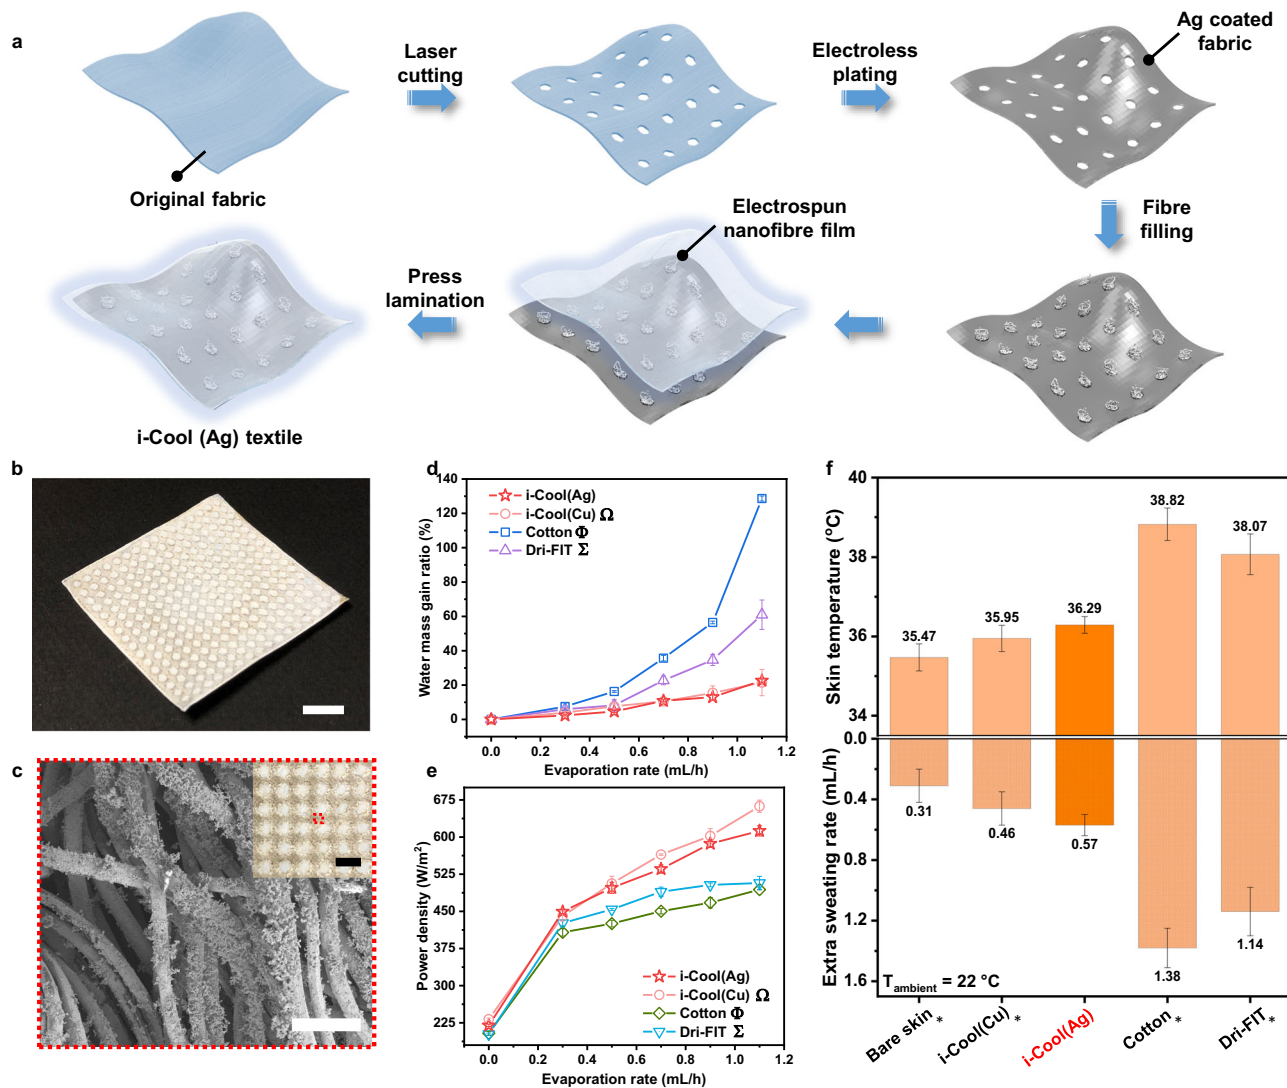 a
Laser
cutting
Electroless
plating
Ag coated
fabric
Original fabric
Electrospun
nanofibre film
Fibre
filling
Press
lamination
i-Cool (Ag) textile
b
c
d
140
120
100
80
60
40
20
0
Water mass gain ratio (%)
i-Cool(Ag)
i-Cool(Cu) Ω
Cotton Φ
Dri-FIT Σ
0.0 0.2 0.4 0.6 0.8 1.0 1.2
Evaporation rate (mL/h)
e
675
600
525
450
375
300
225
Power density (W/m²)
i-Cool(Ag)
i-Cool(Cu) Ω
Cotton Φ
Dri-FIT Σ
0.0 0.2 0.4 0.6 0.8 1.0 1.2
Evaporation rate (mL/h)
f
40
38
36
34
Skin temperature (°C)
35.47
35.95
36.29
38.82
38.07
0.0
0.4
0.8
1.2
1.6
Extra sweating rate (mL/h)
0.31
0.46
0.57
1.38
1.14
T ambient = 22 °C
Bare skin *
i-Cool(Cu) *
i-Cool(Ag)
Cotton *
Dri-FIT *